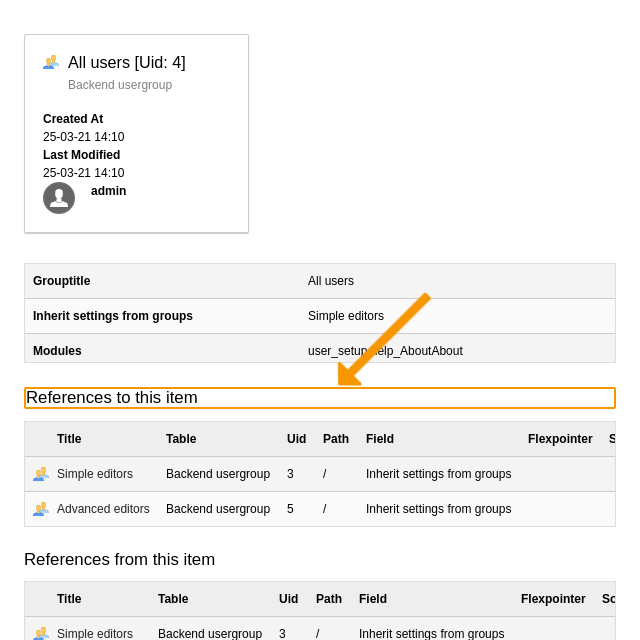 All users [Uid: 4]
Backend usergroup
Created At
25-03-21 14:10
Last Modified
25-03-21 14:10
admin
Grouptitle All users
Inherit settings from groups Simple editors
Modules user_setup,help_AboutAbout
References to this item
Title Table Uid Path Field Flexpointer S
Simple editors Backend usergroup 3 / Inherit settings from groups
Advanced editors Backend usergroup 5 / Inherit settings from groups
References from this item
Title Table Uid Path Field Flexpointer So
Simple editors Backend usergroup 3 / Inherit settings from groups